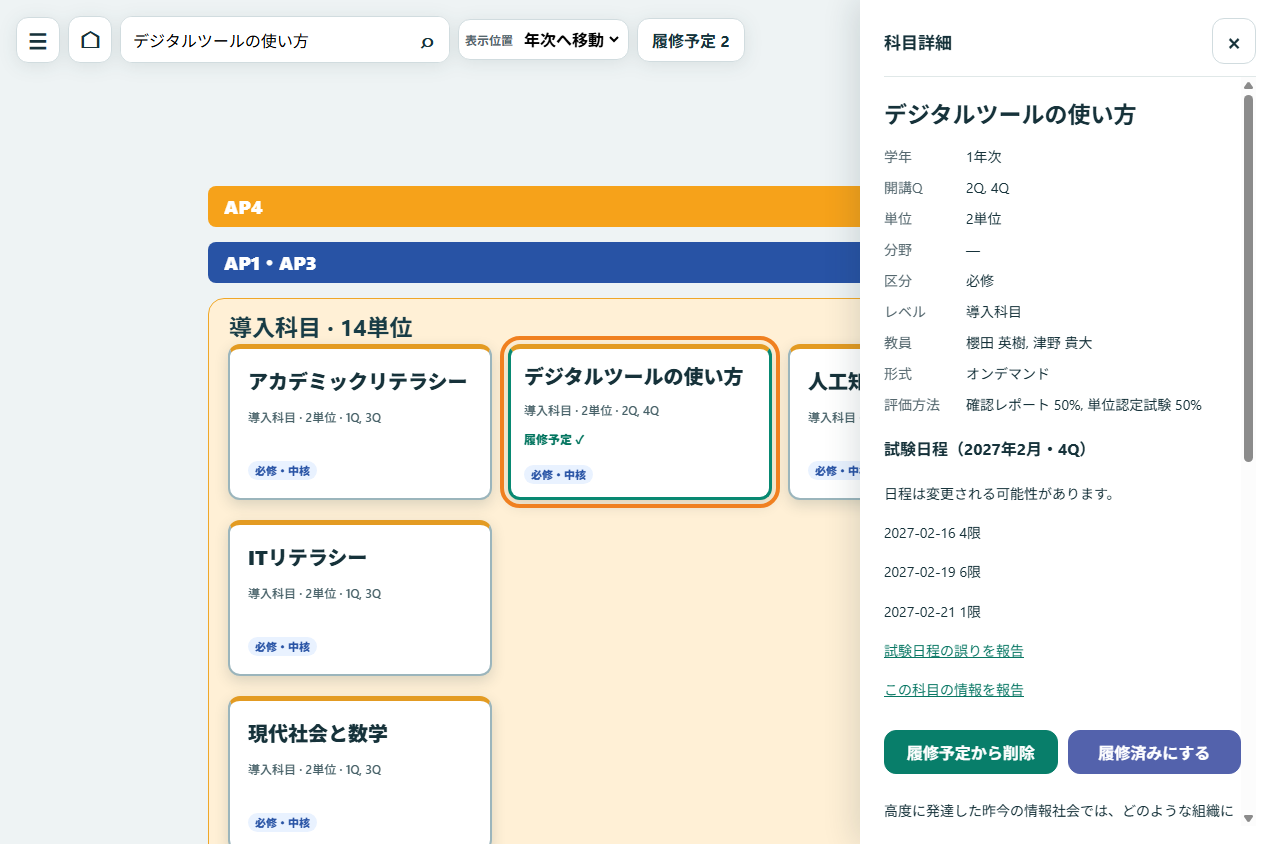 デジタルツールの使い方
表示位置 年次へ移動
履修予定 2
AP4
AP1・AP3
導入科目 · 14単位
アカデミックリテラシー
導入科目 · 2単位 · 1Q, 3Q
必修・中核
デジタルツールの使い方
導入科目 · 2単位 · 2Q, 4Q
履修予定 ✓
必修・中核
人工知
導入科目
必修・中
ITリテラシー
導入科目 · 2単位 · 1Q, 3Q
必修・中核
現代社会と数学
導入科目 · 2単位 · 1Q, 3Q
必修・中核
科目詳細
×
デジタルツールの使い方
学年 1年次
開講Q 2Q, 4Q
単位 2単位
分野 —
区分 必修
レベル 導入科目
教員 櫻田 英樹, 津野 貴大
形式 オンデマンド
評価方法 確認レポート 50%, 単位認定試験 50%
試験日程（2027年2月・4Q）
日程は変更される可能性があります。
2027-02-16 4限
2027-02-19 6限
2027-02-21 1限
試験日程の誤りを報告
この科目の情報を報告
履修予定から削除
履修済みにする
高度に発達した昨今の情報社会では、どのような組織に